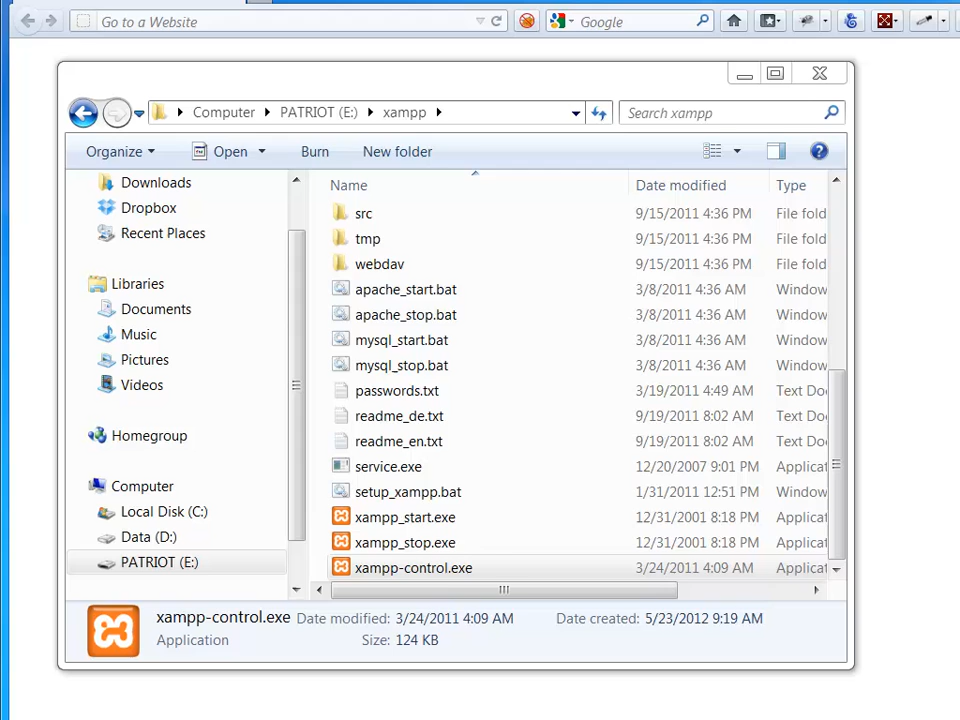 Go to a Website
Google
Computer PATRIOT (E:) xampp
Search xampp
Organize Open Burn New folder
Name Date modified Type
Downloads
Dropbox
Recent Places
Libraries
Documents
Music
Pictures
Videos
Homegroup
Computer
Local Disk (C:)
Data (D:)
PATRIOT (E:)
src 9/15/2011 4:36 PM File fold
tmp 9/15/2011 4:36 PM File fold
webdav 9/15/2011 4:36 PM File fold
apache_start.bat 3/8/2011 4:36 AM Window
apache_stop.bat 3/8/2011 4:36 AM Window
mysql_start.bat 3/8/2011 4:36 AM Window
mysql_stop.bat 3/8/2011 4:36 AM Window
passwords.txt 3/19/2011 4:49 AM Text Do
readme_de.txt 9/19/2011 8:02 AM Text Do
readme_en.txt 9/19/2011 8:02 AM Text Do
service.exe 12/20/2007 9:01 PM Applicat
setup_xampp.bat 1/31/2011 12:51 PM Window
xampp_start.exe 12/31/2001 8:18 PM Applicat
xampp_stop.exe 12/31/2001 8:18 PM Applicat
xampp-control.exe 3/24/2011 4:09 AM Applicat
xampp-control.exe Date modified: 3/24/2011 4:09 AM Date created: 5/23/2012 9:19 AM
Application Size: 124 KB